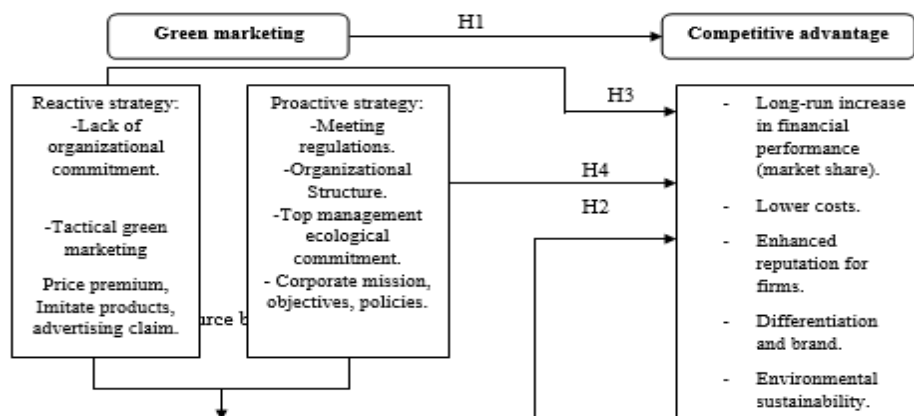 Green marketing
H1
Competitive advantage
Reactive strategy:
-Lack of
organizational
commitment.
-Tactical green
marketing
Price premium,
Imitate products,
advertising claim.
Proactive strategy:
-Meeting
regulations.
-Organizational
Structure.
-Top management
ecological
commitment.
- Corporate mission,
objectives, policies.
H3
H4
H2
- Long-run increase
in financial
performance
(market share).
- Lower costs.
- Enhanced
reputation for
firms.
- Differentiation
and brand.
- Environmental
sustainability.